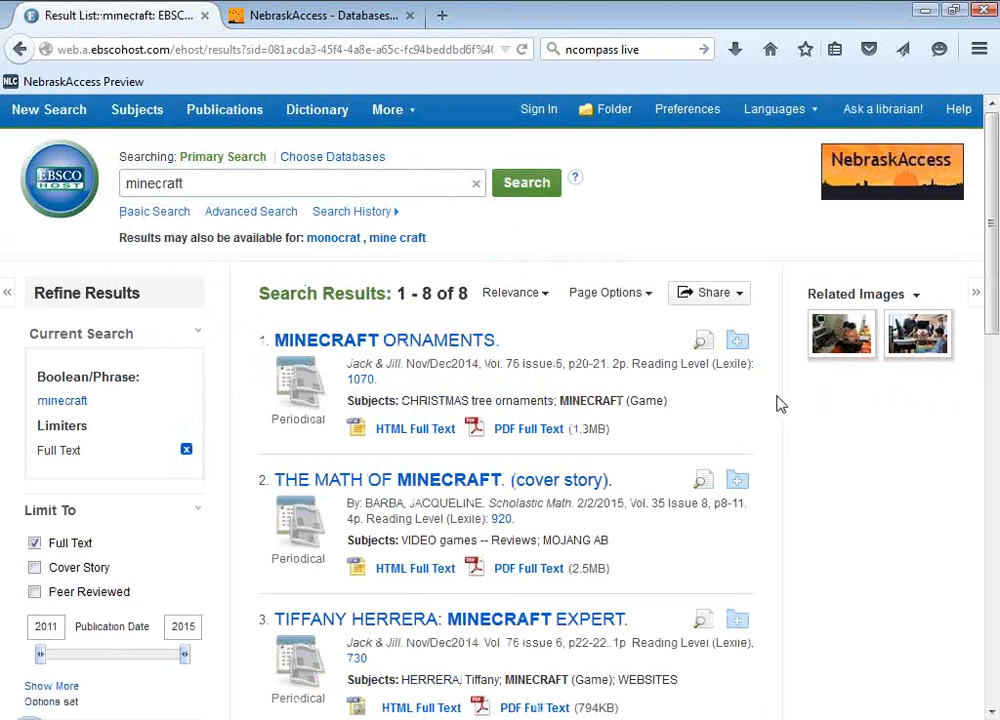 Result List: minecraft: EBSC...
NebraskAccess - Databases...
web.a.ebscohost.com/ehost/results?sid=081acda3-45f4-4a8e-a65c-fc94beddbd6f%40
ncompass live
NLC NebraskAccess Preview
New Search Subjects Publications Dictionary More Sign In Folder Preferences Languages Ask a librarian! Help
EBSCO HOST
Searching: Primary Search | Choose Databases
minecraft
Search
?
NebraskAccess
Basic Search Advanced Search Search History
Results may also be available for: monocrat , mine craft
Refine Results
Current Search
Boolean/Phrase:
minecraft
Limiters
Full Text
Limit To
Full Text
Cover Story
Peer Reviewed
2011 Publication Date 2015
Show More
Options set
Search Results: 1 - 8 of 8 Relevance Page Options Share
1. MINECRAFT ORNAMENTS.
Jack & Jill. Nov/Dec2014, Vol. 76 Issue 6, p20-21. 2p. Reading Level (Lexile):
1070.
Subjects: CHRISTMAS tree ornaments; MINECRAFT (Game)
Periodical
HTML Full Text PDF Full Text (1.3MB)
2. THE MATH OF MINECRAFT. (cover story).
By: BARBA, JACQUELINE. Scholastic Math. 2/2/2015, Vol. 35 Issue 8, p8-11.
4p. Reading Level (Lexile): 920.
Subjects: VIDEO games -- Reviews; MOJANG AB
Periodical
HTML Full Text PDF Full Text (2.5MB)
3. TIFFANY HERRERA: MINECRAFT EXPERT.
Jack & Jill. Nov/Dec2014, Vol. 76 Issue 6, p22-22. 1p. Reading Level (Lexile):
730
Subjects: HERRERA, Tiffany; MINECRAFT (Game); WEBSITES
Periodical
HTML Full Text PDF Full Text (794KB)
Related Images